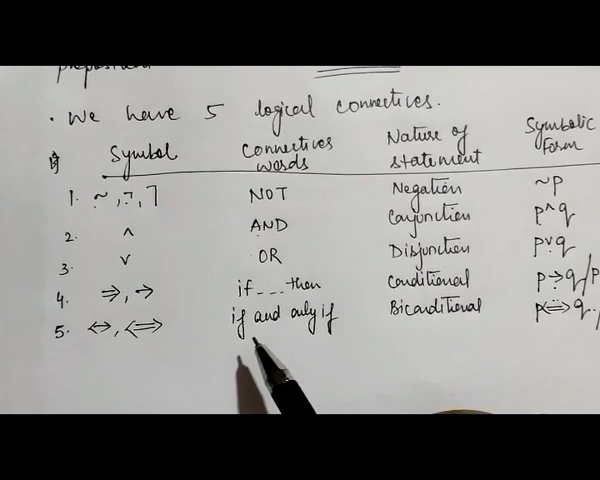 preposition
. We have 5 logical connectives.
Symbol Connectives words Nature of statement Symbolic Form
1. ~, ¬, ˥ NOT Negation ~p
2. ∧ AND Conjunction p∧q
3. ∨ OR Disjunction p∨q
4. ⇒, → if ___ then Conditional p→q/p
5. ↔, ⟺ if and only if Biconditional p⟺q